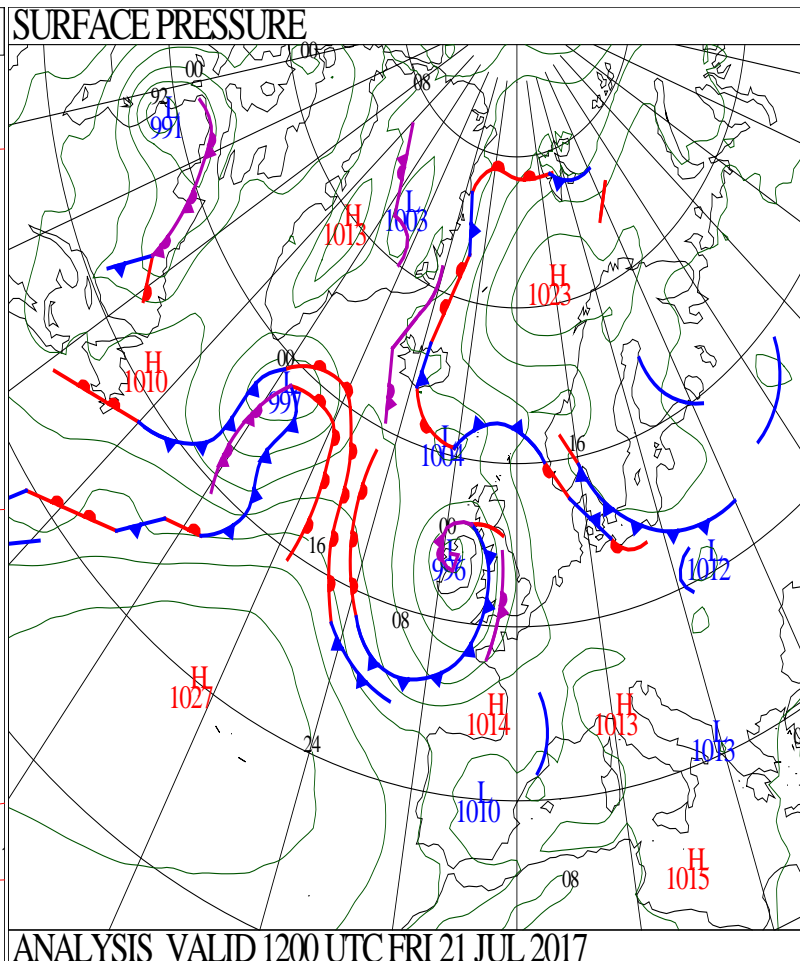 SURFACE PRESSURE
00
00
08
92
L
991
H
1013
L
1003
H
1023
00
H
1010
L
997
L
1004
16
00
16
L
996
L
1012
08
H
1027
H
1014
H
1013
L
1013
24
L
1010
H
1015
08
ANALYSIS VALID 1200 UTC FRI 21 JUL 2017